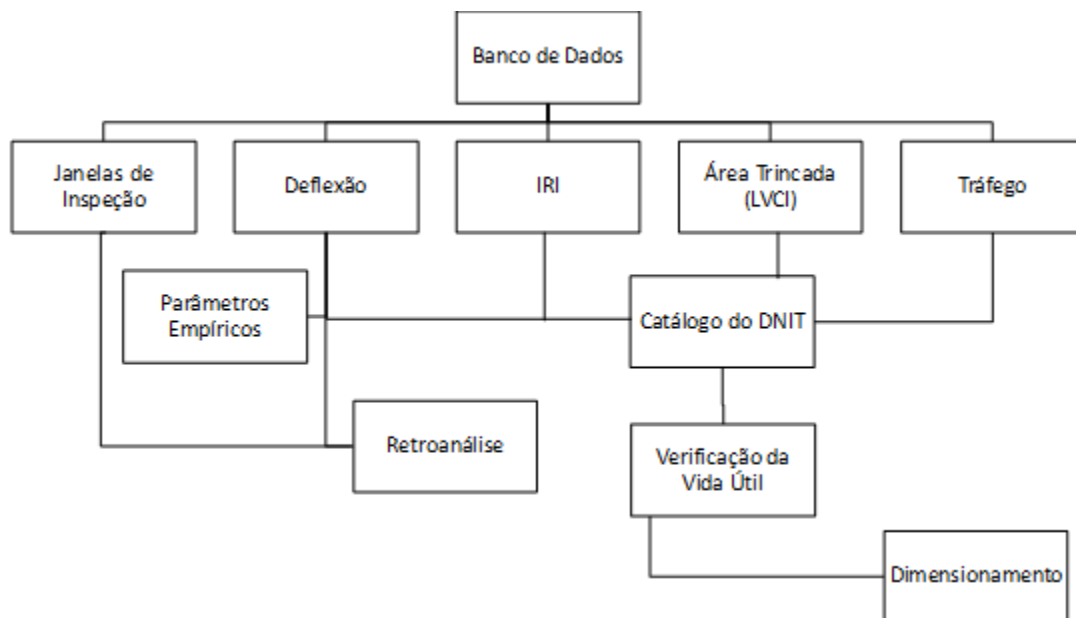 Banco de Dados
Janelas de
Inspeção
Deflexão
IRI
Área Trincada
(LVCI)
Tráfego
Parâmetros
Empíricos
Catálogo do DNIT
Retroanálise
Verificação da
Vida Útil
Dimensionamento